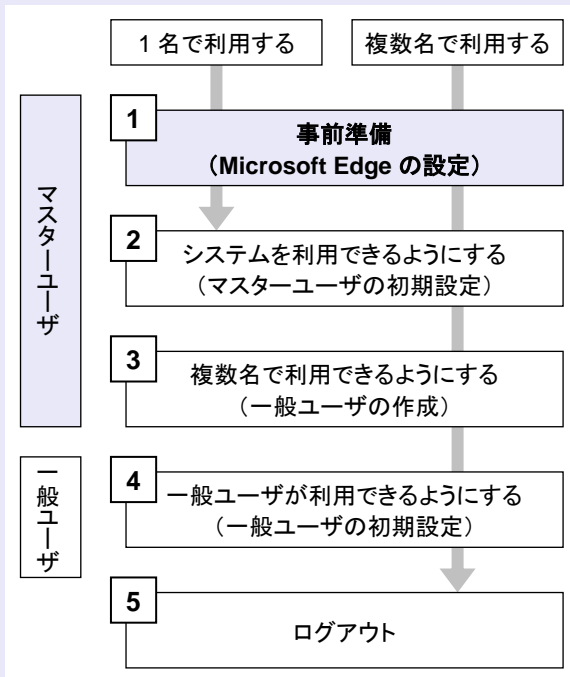 1 名で利用する
複数名で利用する
マスターユーザ
1
事前準備
（Microsoft Edge の設定）
2
システムを利用できるようにする
（マスターユーザの初期設定）
3
複数名で利用できるようにする
（一般ユーザの作成）
一般ユーザ
4
一般ユーザが利用できるようにする
（一般ユーザの初期設定）
5
ログアウト